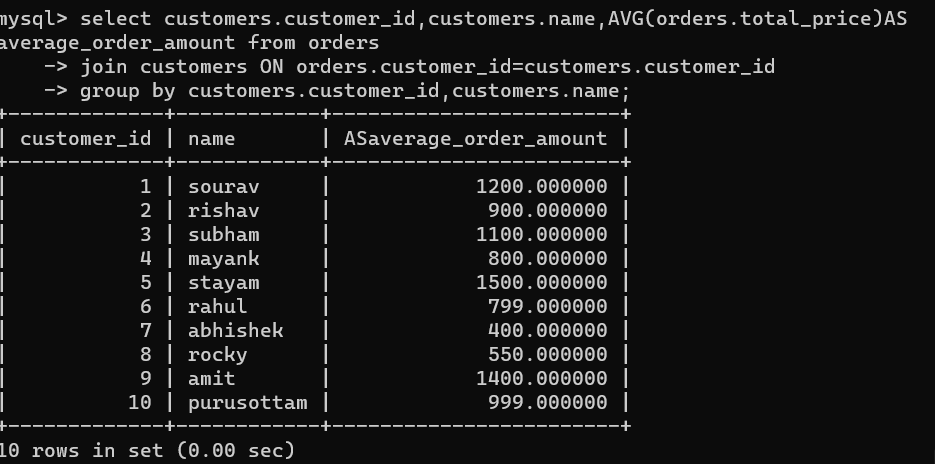 mysql> select customers.customer_id,customers.name,AVG(orders.total_price)AS
average_order_amount from orders
    -> join customers ON orders.customer_id=customers.customer_id
    -> group by customers.customer_id,customers.name;
+-------------+------------+------------------------+
| customer_id | name       | ASaverage_order_amount |
+-------------+------------+------------------------+
|           1 | sourav     |            1200.000000 |
|           2 | rishav     |             900.000000 |
|           3 | subham     |            1100.000000 |
|           4 | mayank     |             800.000000 |
|           5 | stayam     |            1500.000000 |
|           6 | rahul      |             799.000000 |
|           7 | abhishek   |             400.000000 |
|           8 | rocky      |             550.000000 |
|           9 | amit       |            1400.000000 |
|          10 | purusottam |             999.000000 |
+-------------+------------+------------------------+
10 rows in set (0.00 sec)